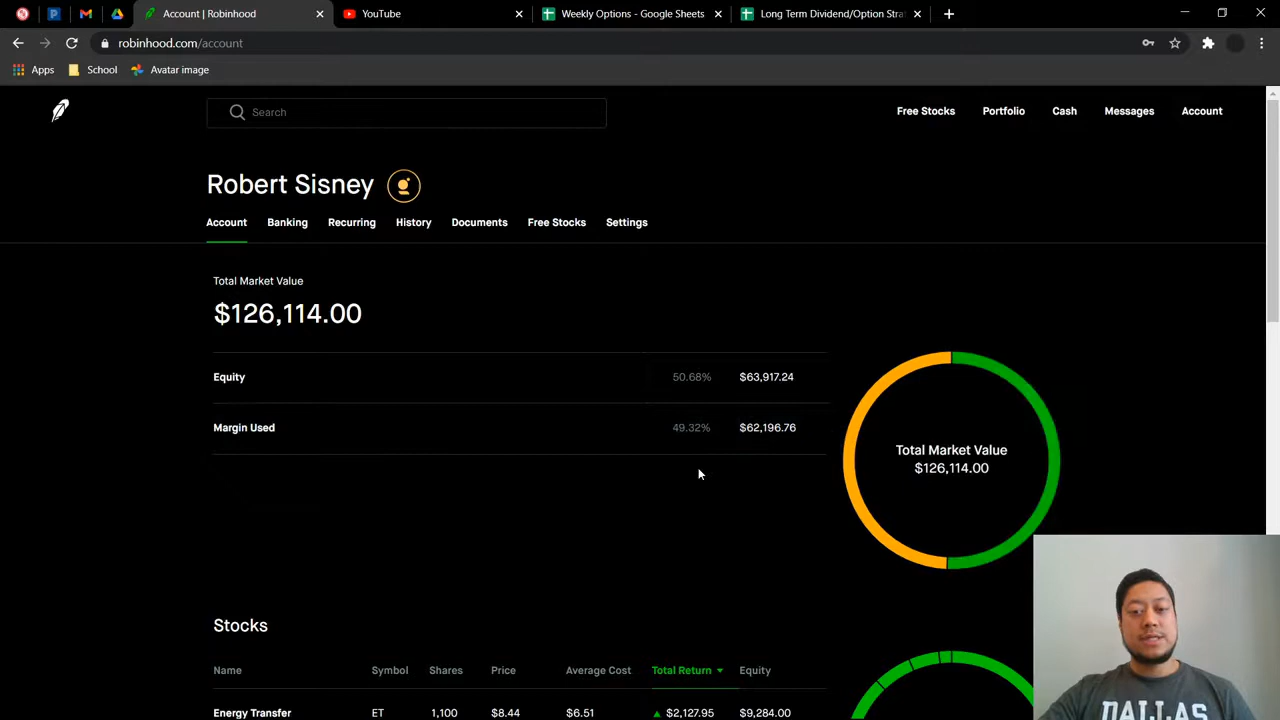 Account | Robinhood
YouTube
Weekly Options - Google Sheets
Long Term Dividend/Option Stra
robinhood.com/account
Apps
School
Avatar image
Search
Free Stocks
Portfolio
Cash
Messages
Account
Robert Sisney
Account
Banking
Recurring
History
Documents
Free Stocks
Settings
Total Market Value
$126,114.00
Equity 50.68% $63,917.24
Margin Used 49.32% $62,196.76
Total Market Value
$126,114.00
Stocks
Name Symbol Shares Price Average Cost Total Return Equity
Energy Transfer ET 1,100 $8.44 $6.51 $2,127.95 $9,284.00
DALLAS